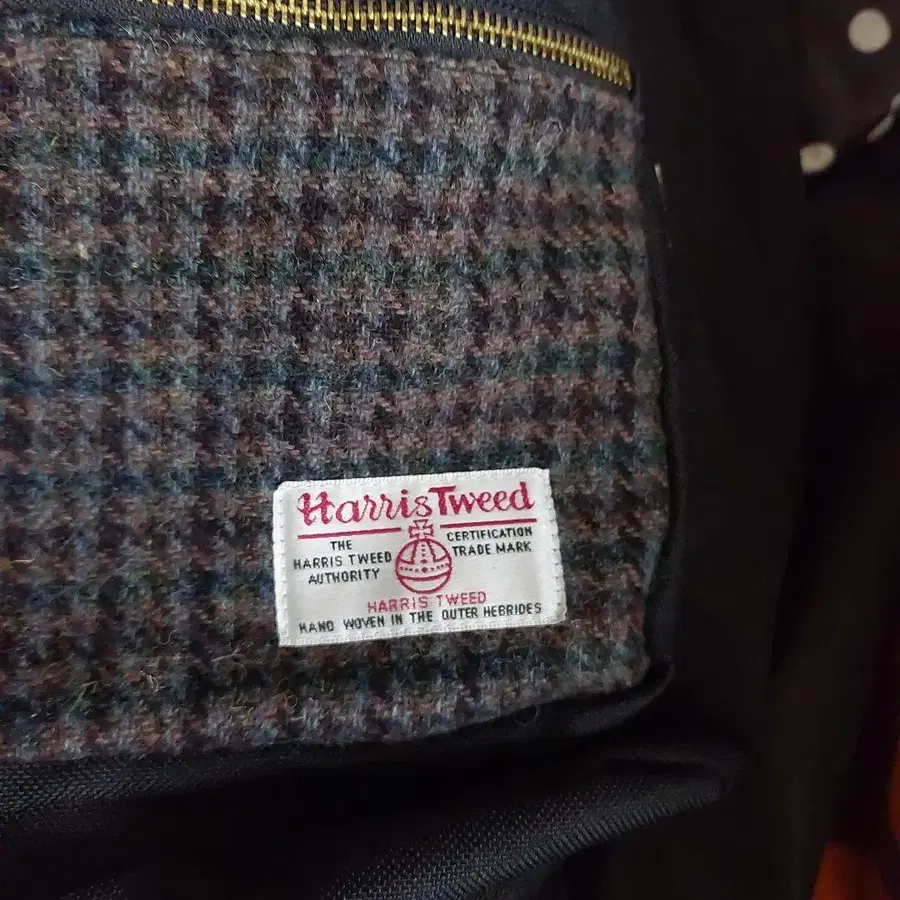 Harris Tweed
THE
HARRIS TWEED
AUTHORITY
CERTIFICATION
TRADE MARK
HARRIS TWEED
HAND WOVEN IN THE OUTER HEBRIDES